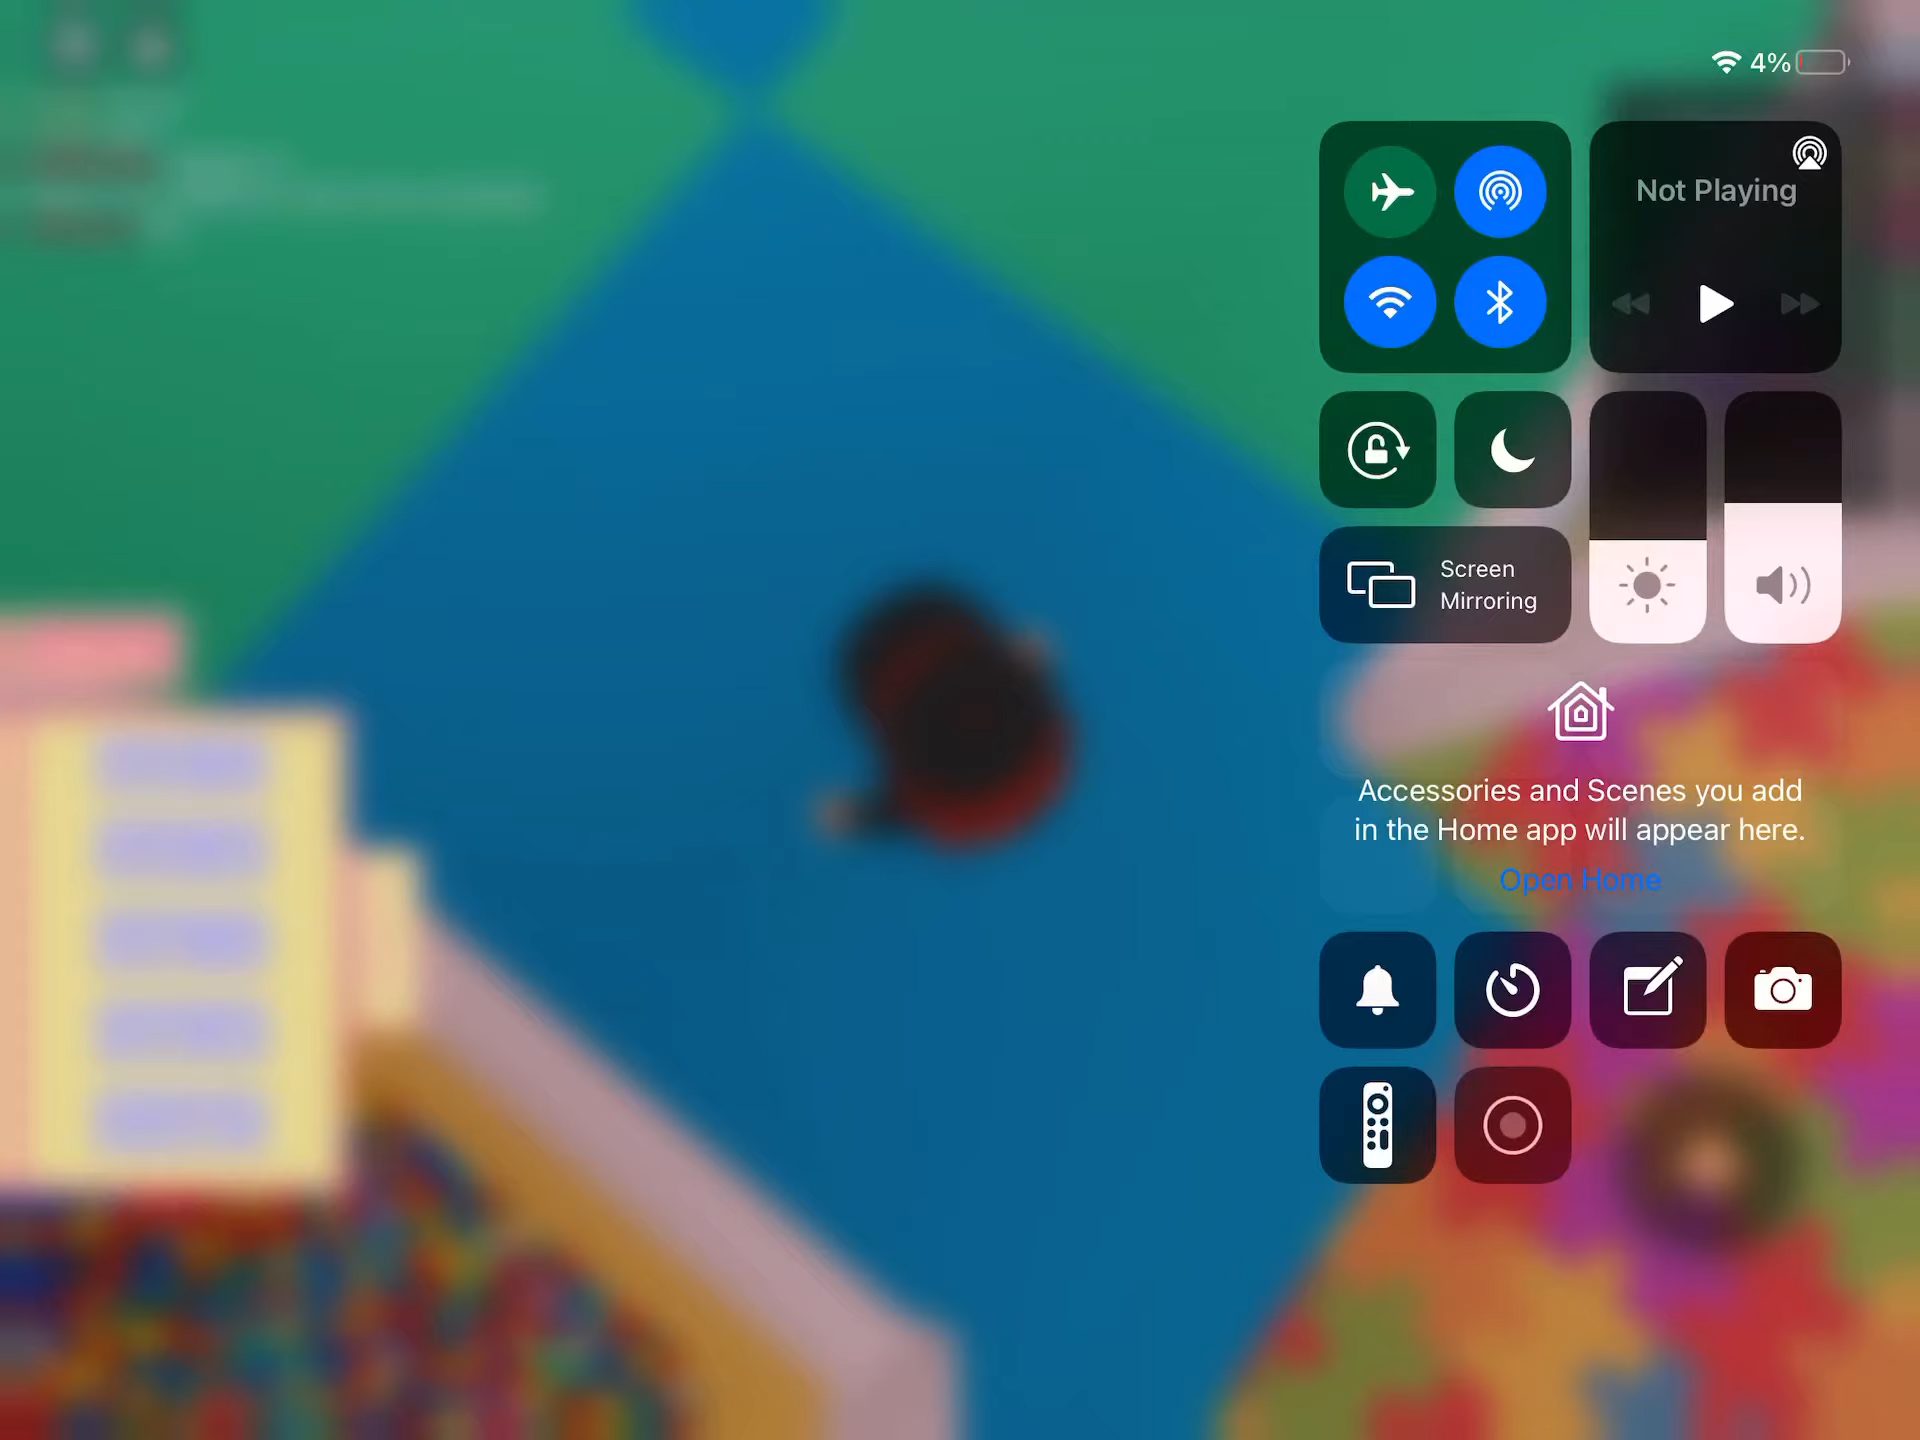 4%
Not Playing
Screen
Mirroring
Accessories and Scenes you add
in the Home app will appear here.
Open Home